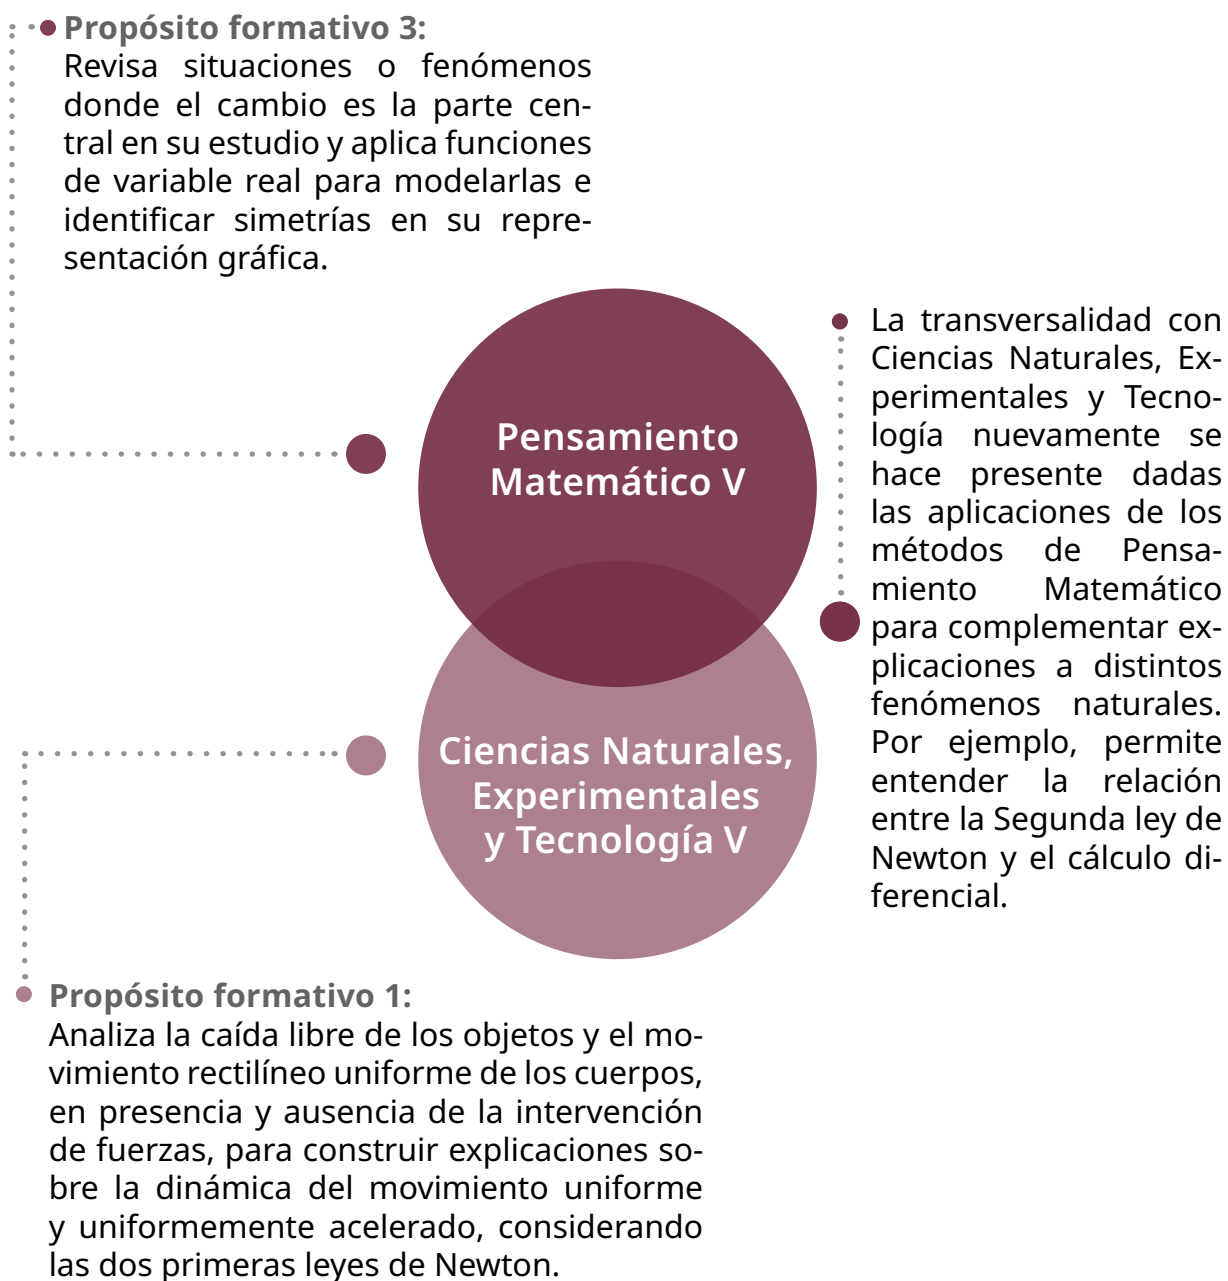 Propósito formativo 3:
Revisa situaciones o fenómenos
donde el cambio es la parte cen-
tral en su estudio y aplica funciones
de variable real para modelarlas e
identificar simetrías en su repre-
sentación gráfica.
Pensamiento
Matemático V
La transversalidad con
Ciencias Naturales, Ex-
perimentales y Tecno-
logía nuevamente se
hace presente dadas
las aplicaciones de los
métodos de Pensa-
miento Matemático
para complementar ex-
plicaciones a distintos
fenómenos naturales.
Por ejemplo, permite
entender la relación
entre la Segunda ley de
Newton y el cálculo di-
ferencial.
Ciencias Naturales,
Experimentales
y Tecnología V
Propósito formativo 1:
Analiza la caída libre de los objetos y el mo-
vimiento rectilíneo uniforme de los cuerpos,
en presencia y ausencia de la intervención
de fuerzas, para construir explicaciones so-
bre la dinámica del movimiento uniforme
y uniformemente acelerado, considerando
las dos primeras leyes de Newton.